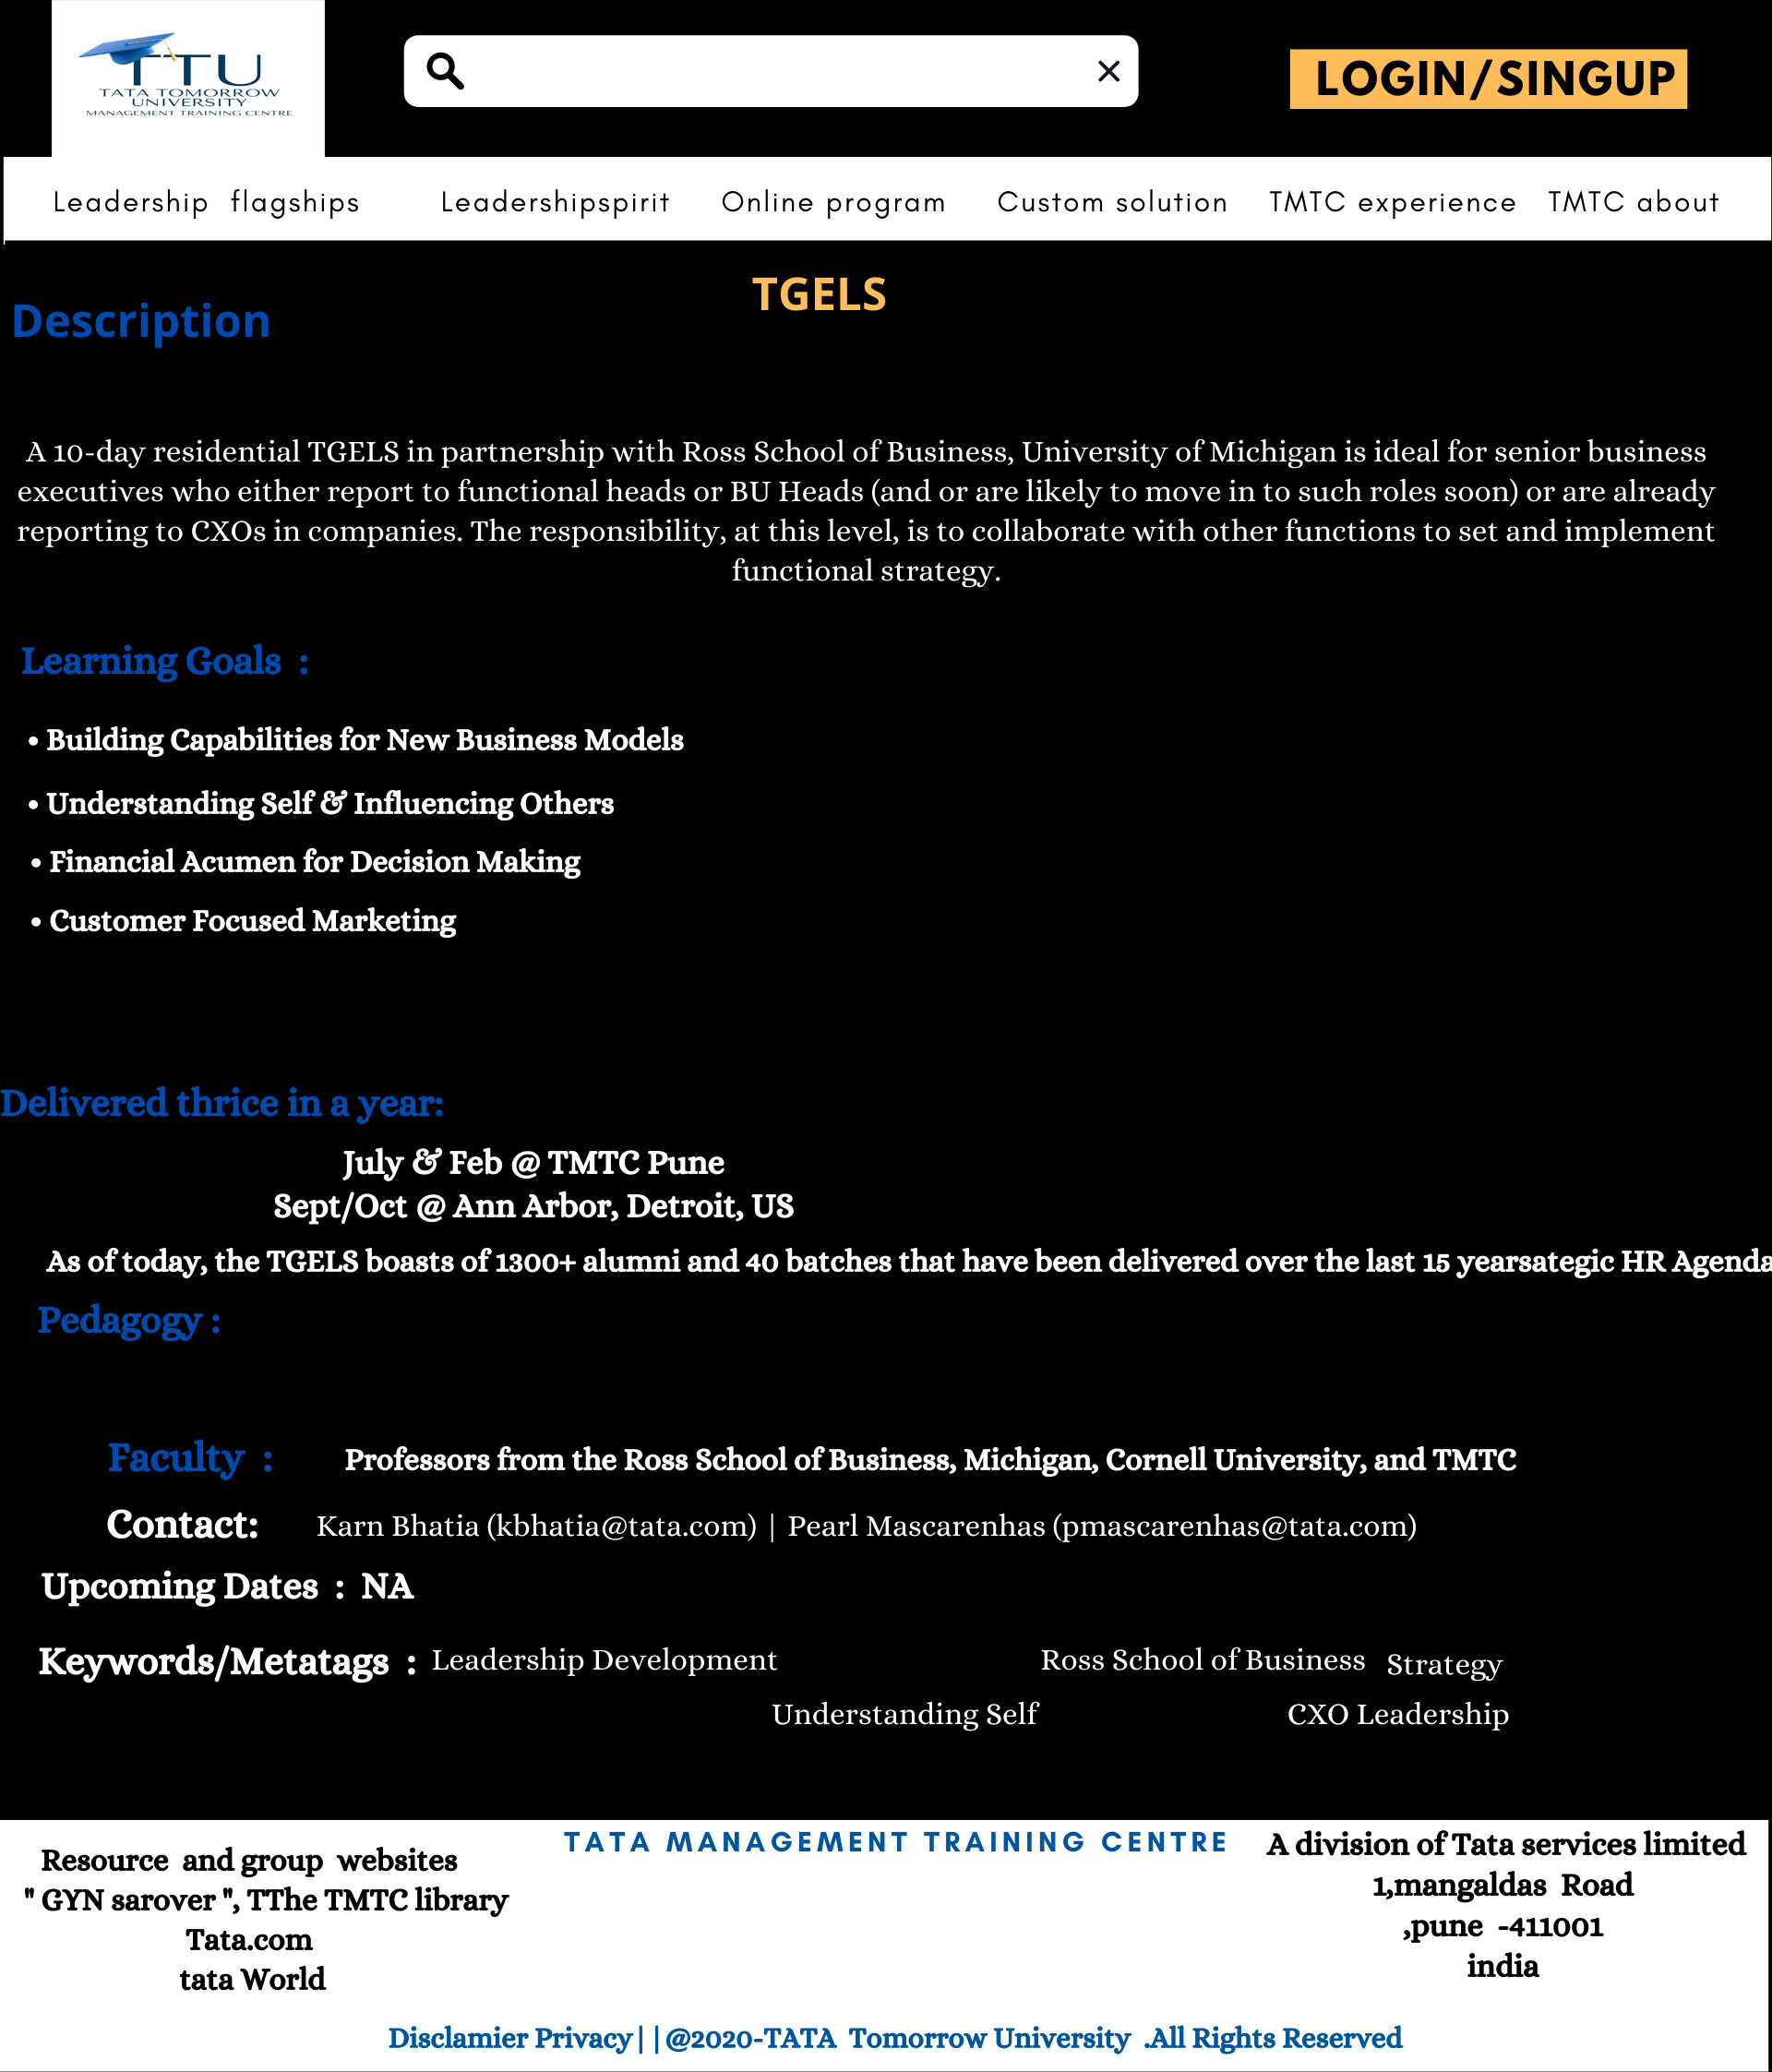 TTU
TATA TOMORROW
UNIVERSITY
MANAGEMENT TRAINING CENTRE
LOGIN/SINGUP
Leadership flagships Leadershipspirit Online program Custom solution TMTC experience TMTC about
TGELS
Description
A 10-day residential TGELS in partnership with Ross School of Business, University of Michigan is ideal for senior business
executives who either report to functional heads or BU Heads (and or are likely to move in to such roles soon) or are already
reporting to CXOs in companies. The responsibility, at this level, is to collaborate with other functions to set and implement
functional strategy.
Learning Goals :
• Building Capabilities for New Business Models
• Understanding Self & Influencing Others
• Financial Acumen for Decision Making
• Customer Focused Marketing
Delivered thrice in a year:
July & Feb @ TMTC Pune
Sept/Oct @ Ann Arbor, Detroit, US
As of today, the TGELS boasts of 1300+ alumni and 40 batches that have been delivered over the last 15 yearsategic HR Agenda
Pedagogy :
Faculty : Professors from the Ross School of Business, Michigan, Cornell University, and TMTC
Contact: Karn Bhatia (kbhatia@tata.com) | Pearl Mascarenhas (pmascarenhas@tata.com)
Upcoming Dates : NA
Keywords/Metatags : Leadership Development Ross School of Business Strategy
Understanding Self CXO Leadership
TATA MANAGEMENT TRAINING CENTRE
Resource and group websites
" GYN sarover ", TThe TMTC library
Tata.com
tata World
A division of Tata services limited
1,mangaldas Road
,pune -411001
india
Disclamier Privacy||@2020-TATA Tomorrow University .All Rights Reserved